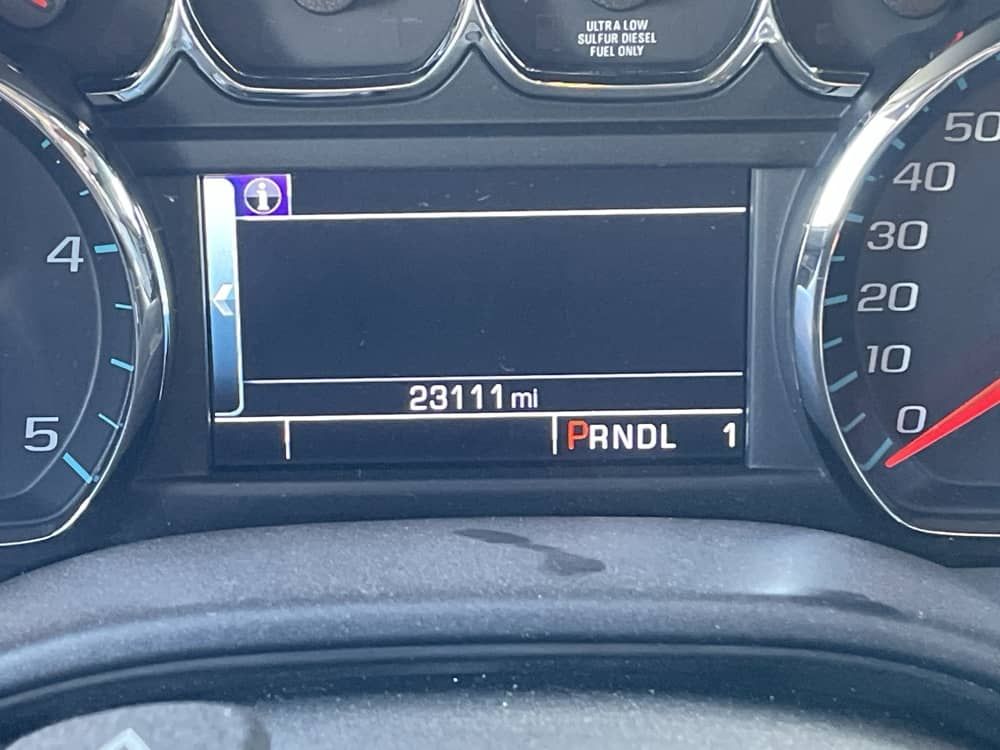 ULTRA LOW
SULFUR DIESEL
FUEL ONLY
50
40
30
20
10
0
4
5
i
23111 mi
PRNDL 1